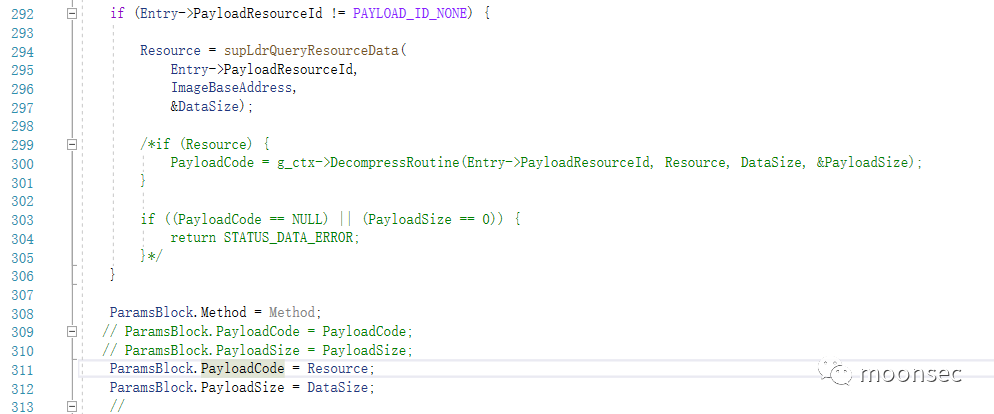 292 if (Entry->PayloadResourceId != PAYLOAD_ID_NONE) {
293
294 Resource = supLdrQueryResourceData(
295 Entry->PayloadResourceId,
296 ImageBaseAddress,
297 &DataSize);
298
299 /*if (Resource) {
300 PayloadCode = g_ctx->DecompressRoutine(Entry->PayloadResourceId, Resource, DataSize, &PayloadSize);
301 }
302
303 if ((PayloadCode == NULL) || (PayloadSize == 0)) {
304 return STATUS_DATA_ERROR;
305 }*/
306 }
307
308 ParamsBlock.Method = Method;
309 // ParamsBlock.PayloadCode = PayloadCode;
310 // ParamsBlock.PayloadSize = PayloadSize;
311 ParamsBlock.PayloadCode = Resource;
312 ParamsBlock.PayloadSize = DataSize;
313 //
moonsec